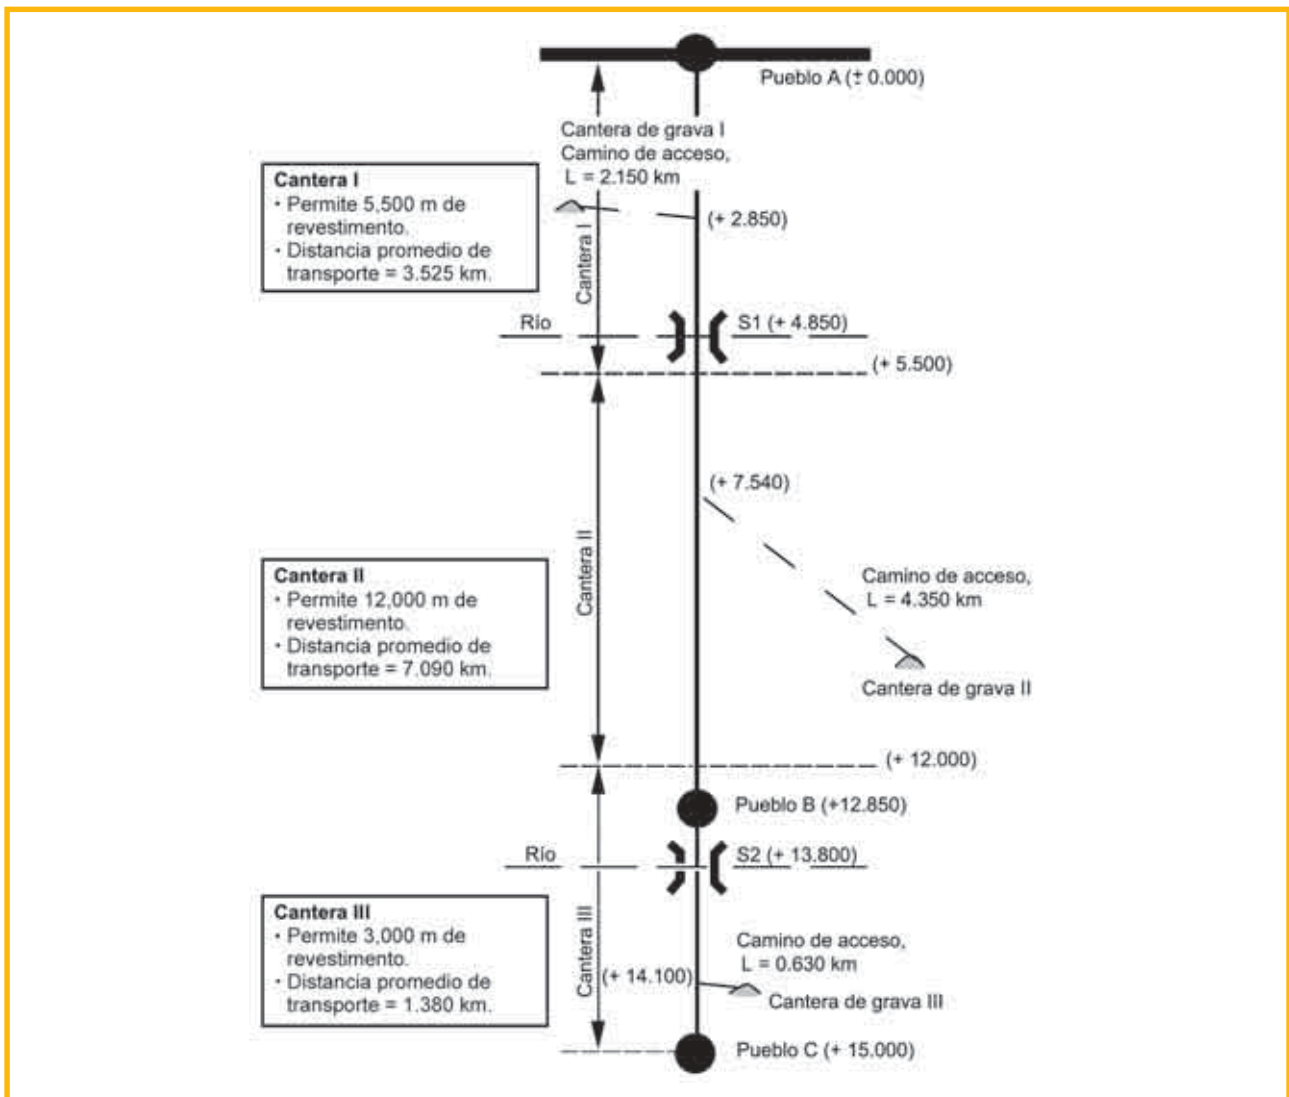 Pueblo A (± 0.000)
Cantera de grava I
Camino de acceso,
L = 2.150 km
Cantera I
• Permite 5,500 m de
revestimento.
• Distancia promedio de
transporte = 3.525 km.
(+ 2.850)
Cantera I
Río
S1 (+ 4.850)
(+ 5.500)
(+ 7.540)
Cantera II
Cantera II
• Permite 12,000 m de
revestimento.
• Distancia promedio de
transporte = 7.090 km.
Camino de acceso,
L = 4.350 km
Cantera de grava II
(+ 12.000)
Pueblo B (+12.850)
Río
S2 (+ 13.800)
Cantera III
• Permite 3,000 m de
revestimento.
• Distancia promedio de
transporte = 1.380 km.
Cantera III
Camino de acceso,
L = 0.630 km
(+ 14.100)
Cantera de grava III
Pueblo C (+ 15.000)